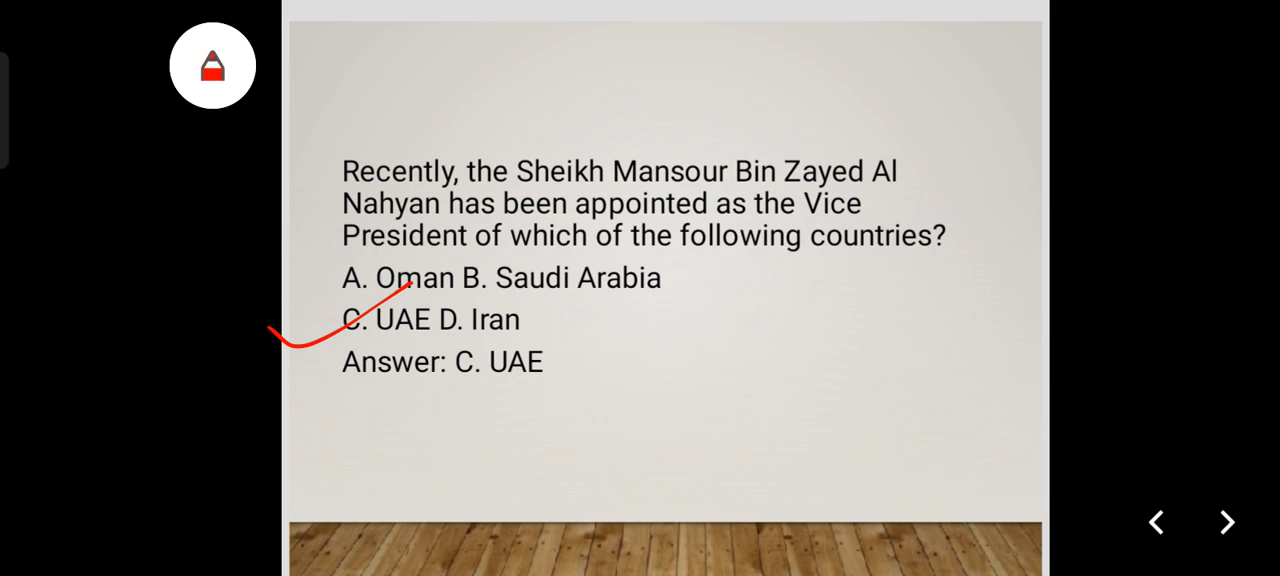 Recently, the Sheikh Mansour Bin Zayed Al
Nahyan has been appointed as the Vice
President of which of the following countries?
A. Oman B. Saudi Arabia
C. UAE D. Iran
Answer: C. UAE